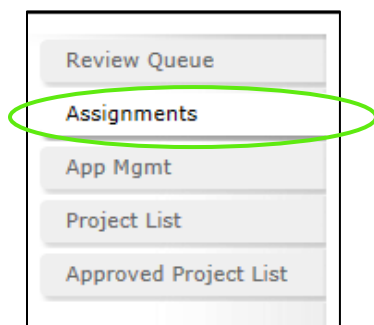 Review Queue
Assignments
App Mgmt
Project List
Approved Project List